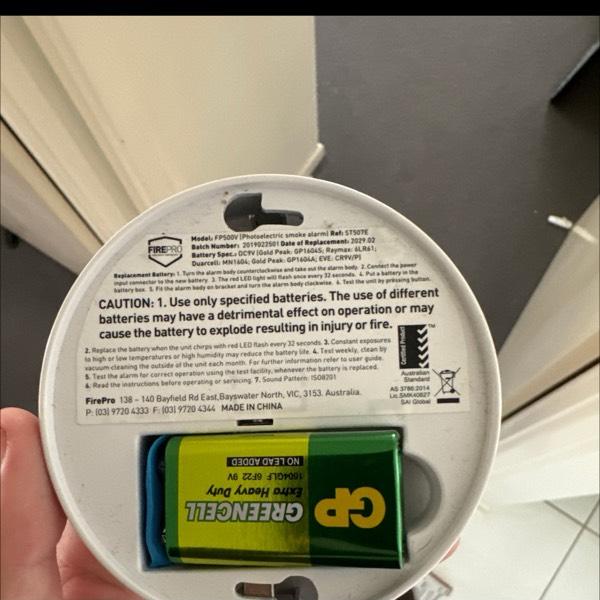 FIREPRO
Model: FP500V (Photoelectric smoke alarm) Ref: ST507E
Batch Number: 2019022501 Date of Replacement: 2029.02
Battery Spec.: DC9V (Gold Peak: GP1604S; Raymax: 6LR61;
Duarcell: MN1604; Gold Peak: GP1604A; EVE: CR9V/P)
Replacement Battery: 1. Turn the alarm body counterclockwise and take out the alarm body. 2. Connect the power
input connector to the new battery. 3. The red LED light will flash once every 32 seconds. 4. Put a battery in the
battery box. 5. Fit the alarm body on bracket and turn the alarm body clockwise. 6. Test the unit by pressing button.
CAUTION: 1. Use only specified batteries. The use of different
batteries may have a detrimental effect on operation or may
cause the battery to explode resulting in injury or fire.
2. Replace the battery when the unit chirps with red LED flash every 32 seconds. 3. Constant exposures
to high or low temperatures or high humidity may reduce the battery life. 4. Test weekly, clean by
vacuum cleaning the outside of the unit each month. For further information refer to user guide.
5. Test the alarm for correct operation using the test facility, whenever the battery is replaced.
6. Read the instructions before operating or servicing. 7. Sound Pattern: ISO8201
Certified Product
TM
Australian
Standard
AS 3786:2014
Lic.SMK40827
SAI Global
FirePro 138 - 140 Bayfield Rd East,Bayswater North, VIC, 3153. Australia.
P: (03) 9720 4333 F: (03) 9720 4344 MADE IN CHINA
GP
GREENCELL
Extra Heavy Duty
1604GLF 6F22 9V
NO LEAD ADDED